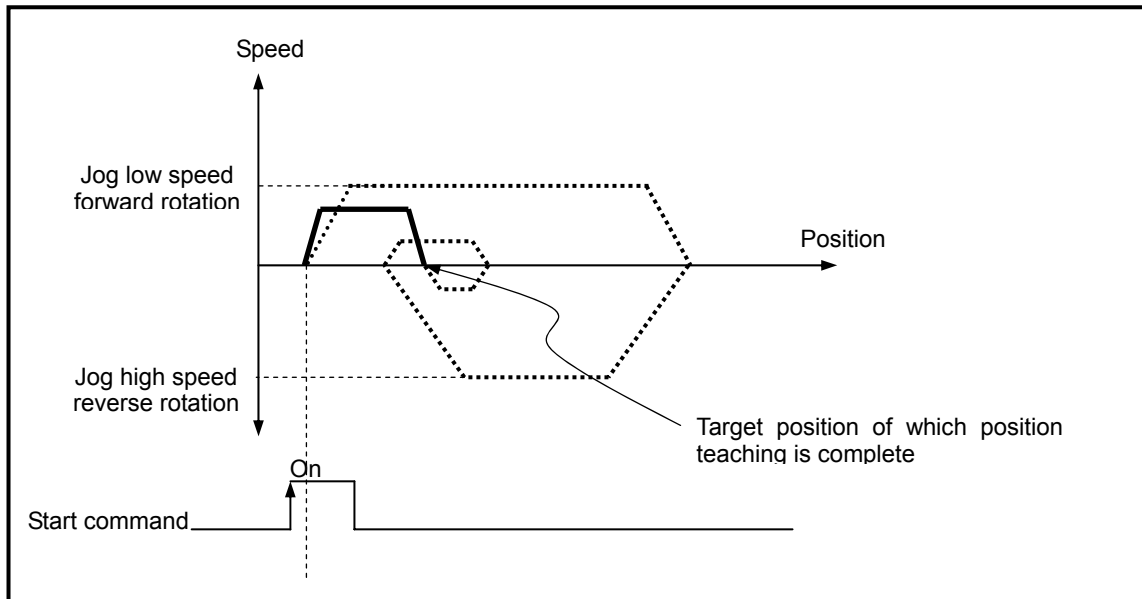 Speed
Jog low speed
forward rotation
Position
Jog high speed
reverse rotation
Target position of which position
teaching is complete
On
Start command